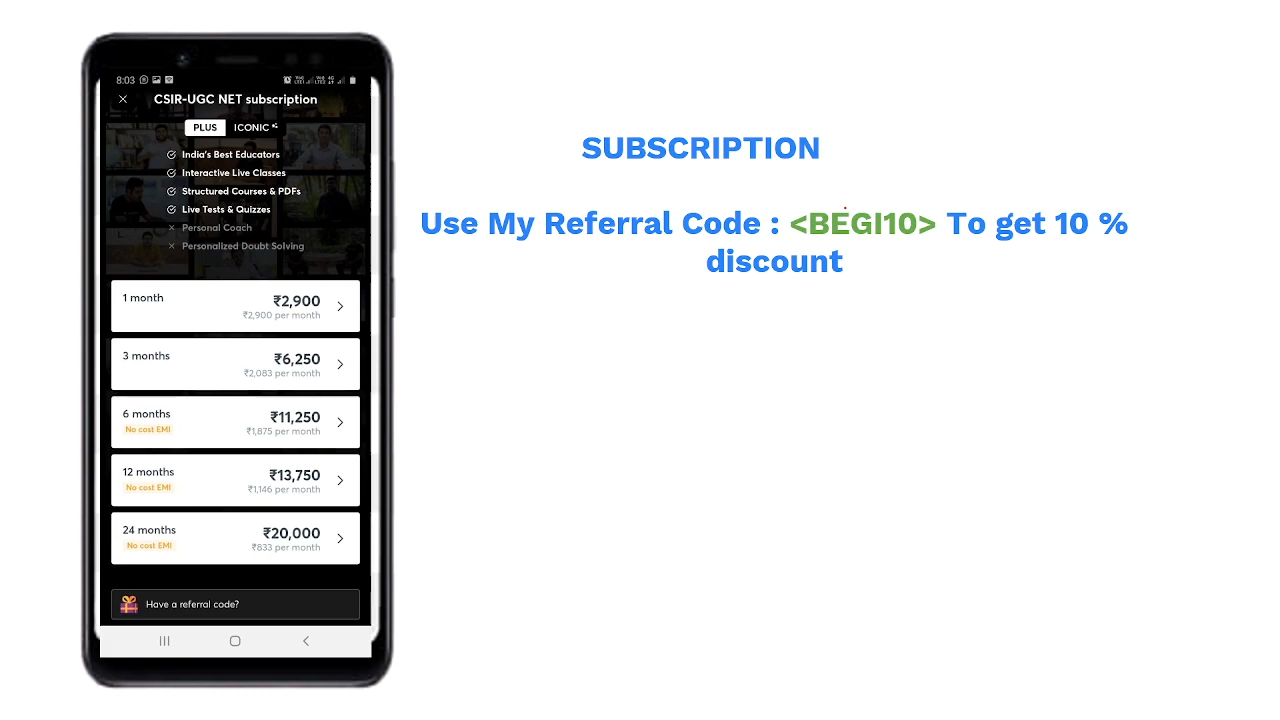 8:03
CSIR-UGC NET subscription
PLUS ICONIC
India's Best Educators
Interactive Live Classes
Structured Courses & PDFs
Live Tests & Quizzes
Personal Coach
Personalized Doubt Solving
1 month ₹2,900
₹2,900 per month
3 months ₹6,250
₹2,083 per month
6 months ₹11,250
No cost EMI ₹1,875 per month
12 months ₹13,750
No cost EMI ₹1,146 per month
24 months ₹20,000
No cost EMI ₹833 per month
Have a referral code?
SUBSCRIPTION
Use My Referral Code : <BEGI10> To get 10 %
discount